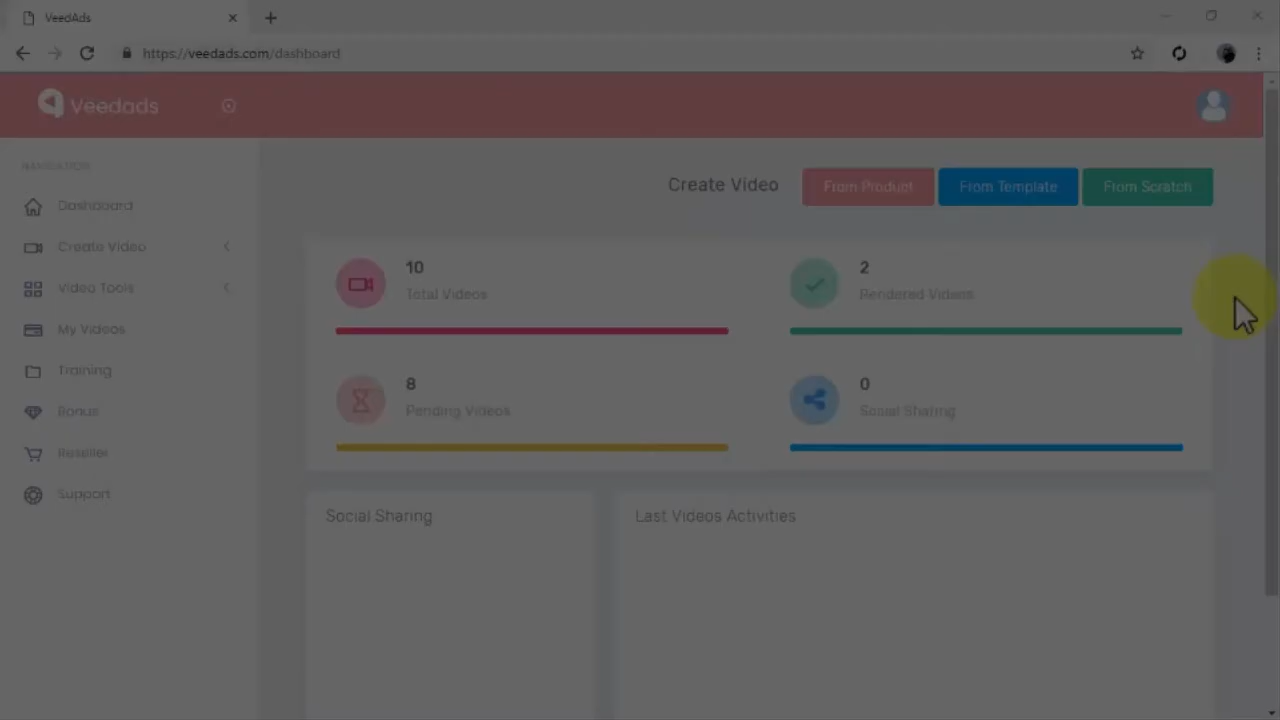 VeedAds
https://veedads.com/dashboard
Veedads
NAVIGATION
Dashboard
Create Video
Video Tools
My Videos
Training
Bonus
Reseller
Support
Create Video
From Product
From Template
From Scratch
10
Total Videos
2
Rendered Videos
8
Pending Videos
0
Social Sharing
Social Sharing
Last Videos Activities